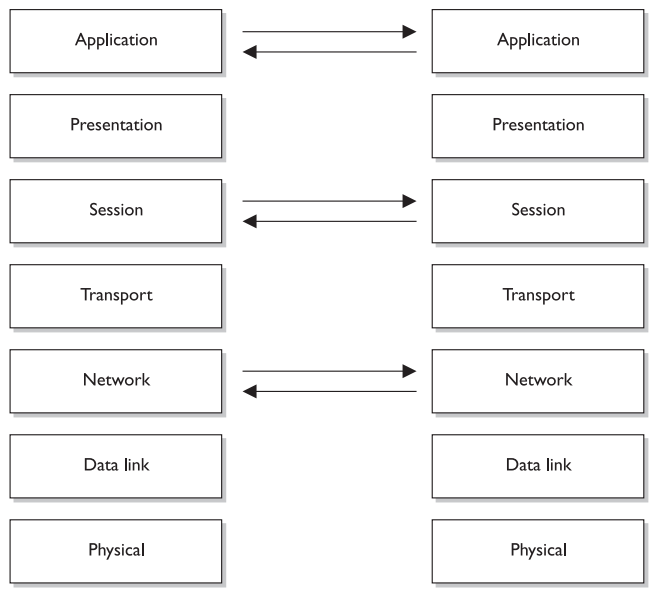 Application
Application
Presentation
Presentation
Session
Session
Transport
Transport
Network
Network
Data link
Data link
Physical
Physical